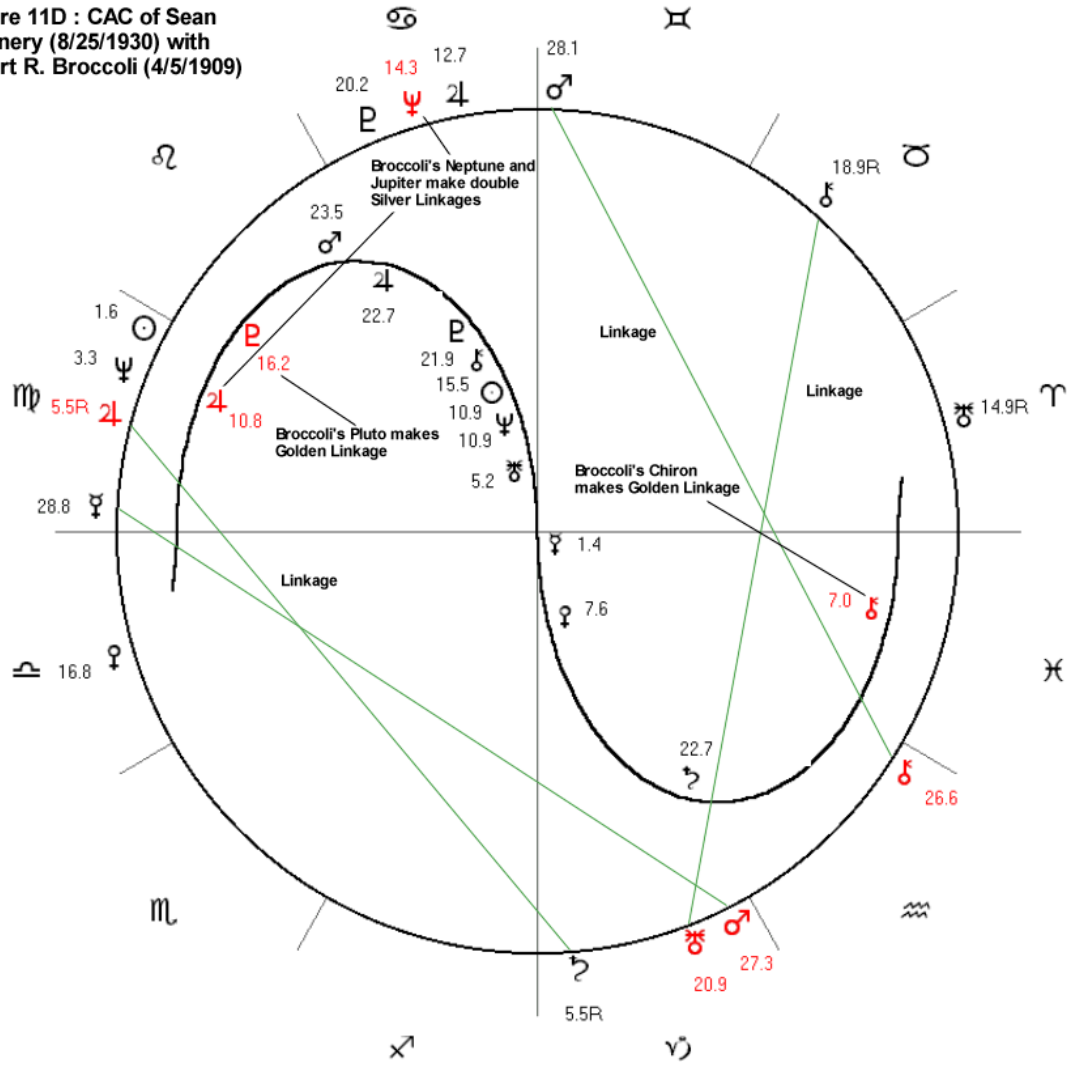 re 11D : CAC of Sean
nery (8/25/1930) with
rt R. Broccoli (4/5/1909)
12.7
28.1
14.3
20.2
18.9R
Broccoli's Neptune and
Jupiter make double
Silver Linkages
23.5
22.7
1.6
3.3
5.5R
28.8
16.8
16.2
10.8
21.9
15.5
10.9
10.9
5.2
Broccoli's Pluto makes
Golden Linkage
Linkage
Linkage
14.9R
Broccoli's Chiron
makes Golden Linkage
1.4
7.0
7.6
Linkage
22.7
26.6
27.3
20.9
5.5R